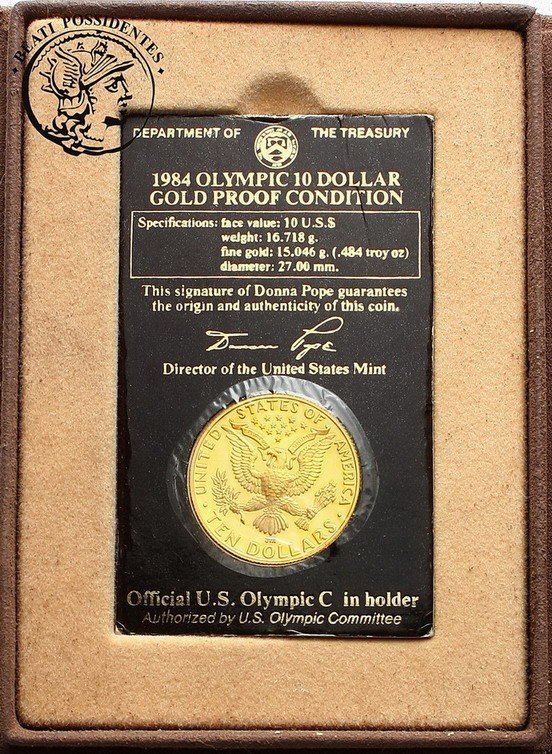 BEATI POSSIDENTES
DEPARTMENT OF THE TREASURY
1984 OLYMPIC 10 DOLLAR
GOLD PROOF CONDITION
Specifications: face value: 10 U.S.$
weight: 16.718 g.
fine gold: 15.046 g. (.484 troy oz)
diameter: 27.00 mm.
This signature of Donna Pope guarantees
the origin and authenticity of this coin.
Donna Pope
Director of the United States Mint
UNITED STATES OF AMERICA
TEN DOLLARS
Official U.S. Olympic C in holder
Authorized by U.S. Olympic Committee